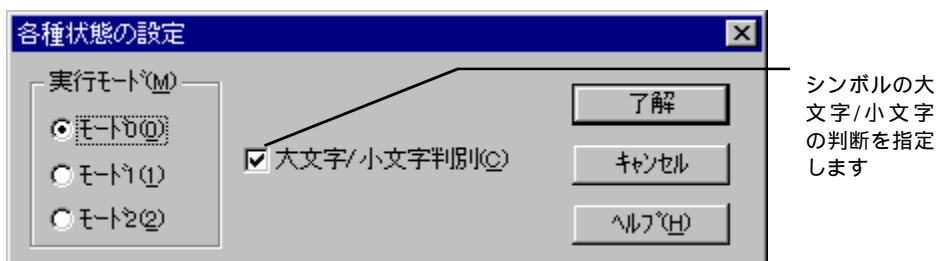 各種状態の設定
実行ﾓｰﾄﾞ(M)
ﾓｰﾄﾞ0(0)
ﾓｰﾄﾞ1(1)
ﾓｰﾄﾞ2(2)
大文字/小文字判別(C)
了解
ｷｬﾝｾﾙ
ﾍﾙﾌﾟ(H)
シンボルの大
文字/小文字
の判断を指定
します